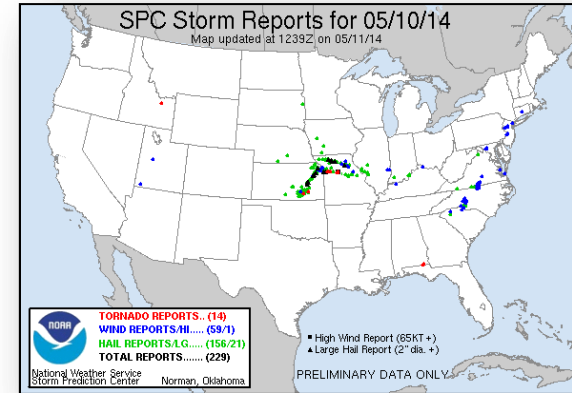 SPC Storm Reports for 05/10/14
Map updated at 1239Z on 05/11/14
NOAA
TORNADO REPORTS.. (14)
WIND REPORTS/HI..... (59/1)
HAIL REPORTS/LG..... (156/21)
TOTAL REPORTS....... (229)
National Weather Service
Storm Prediction Center Norman, Oklahoma
High Wind Report (65KT +)
Large Hail Report (2" dia. +)
PRELIMINARY DATA ONLY